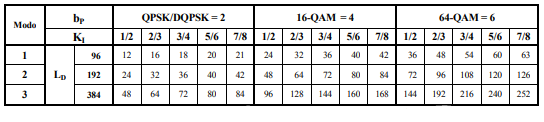 Modo b_P QPSK/DQPSK = 2 16-QAM = 4 64-QAM = 6
K_I 1/2 2/3 3/4 5/6 7/8 1/2 2/3 3/4 5/6 7/8 1/2 2/3 3/4 5/6 7/8
1 L_D 96 12 16 18 20 21 24 32 36 40 42 36 48 54 60 63
2 192 24 32 36 40 42 48 64 72 80 84 72 96 108 120 126
3 384 48 64 72 80 84 96 128 144 160 168 144 192 216 240 252